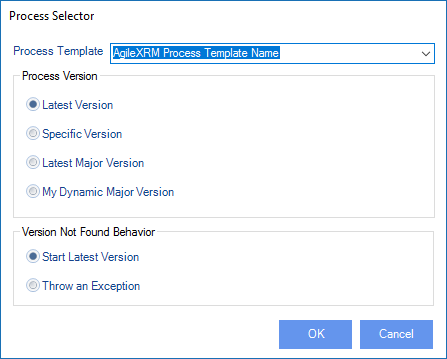 Process Selector
Process Template AgileXRM Process Template Name
Process Version
Latest Version
Specific Version
Latest Major Version
My Dynamic Major Version
Version Not Found Behavior
Start Latest Version
Throw an Exception
OK Cancel